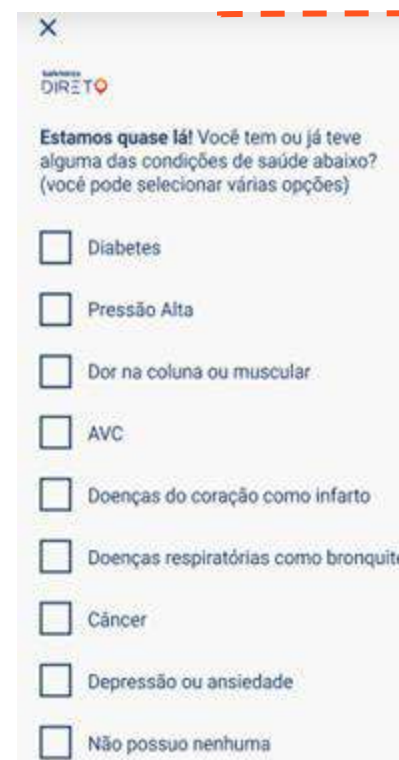 DIRETO
Estamos quase lá! Você tem ou já teve
alguma das condições de saúde abaixo?
(você pode selecionar várias opções)
Diabetes
Pressão Alta
Dor na coluna ou muscular
AVC
Doenças do coração como infarto
Doenças respiratórias como bronquite
Câncer
Depressão ou ansiedade
Não possuo nenhuma